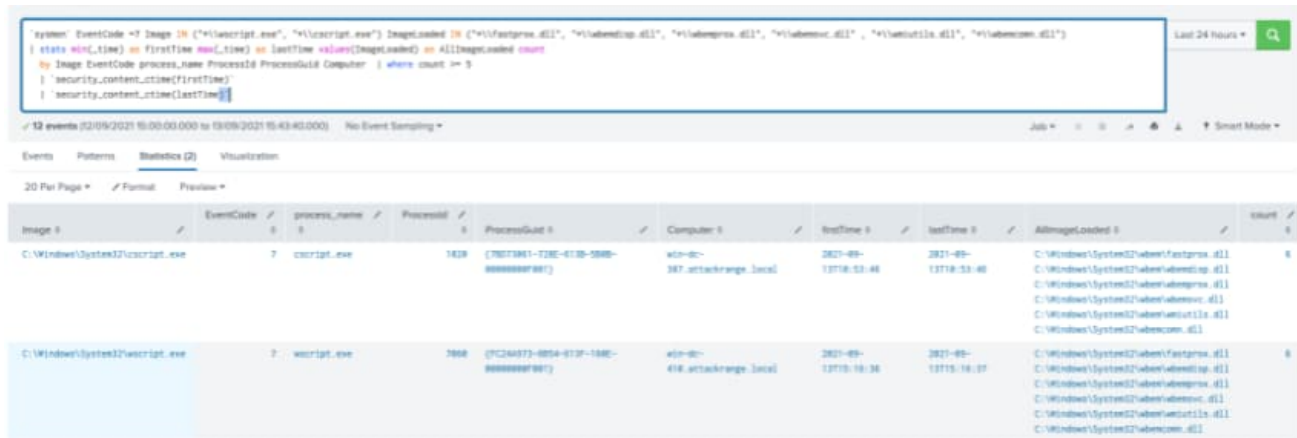 `sysmon` EventCode =7 Image IN ("*\\wscript.exe", "*\\cscript.exe") ImageLoaded IN ("*\\fastprox.dll", "*\\wbemdisp.dll", "*\\wbemprox.dll", "*\\wbemsvc.dll" , "*\\wmiutils.dll", "*\\wbemcomn.dll")
| stats min(_time) as firstTime max(_time) as lastTime values(ImageLoaded) as AllImageLoaded count
by Image EventCode process_name ProcessId ProcessGuid Computer | where count >= 5
| `security_content_ctime(firstTime)`
| `security_content_ctime(lastTime)`
Last 24 hours
12 events (12/09/2021 15:00:00.000 to 13/09/2021 15:43:40.000) No Event Sampling
Job Smart Mode
Events Patterns Statistics (2) Visualization
20 Per Page Format Preview
Image EventCode process_name ProcessId ProcessGuid Computer firstTime lastTime AllImageLoaded count
C:\Windows\System32\cscript.exe 7 cscript.exe win-dc- 2021-09- 2021-09- C:\Windows\System32\wbem\fastprox.dll 6
attackrange.local 13T10:53:40 13T10:53:40 C:\Windows\System32\wbem\wbemdisp.dll
C:\Windows\System32\wbem\wbemprox.dll
C:\Windows\System32\wbem\wbemsvc.dll
C:\Windows\System32\wbem\wmiutils.dll
C:\Windows\System32\wbemcomn.dll
C:\Windows\System32\wscript.exe 7 wscript.exe win-dc- 2021-09- 2021-09- C:\Windows\System32\wbem\fastprox.dll 6
attackrange.local C:\Windows\System32\wbem\wbemdisp.dll
C:\Windows\System32\wbem\wbemprox.dll
C:\Windows\System32\wbem\wbemsvc.dll
C:\Windows\System32\wbem\wmiutils.dll
C:\Windows\System32\wbemcomn.dll